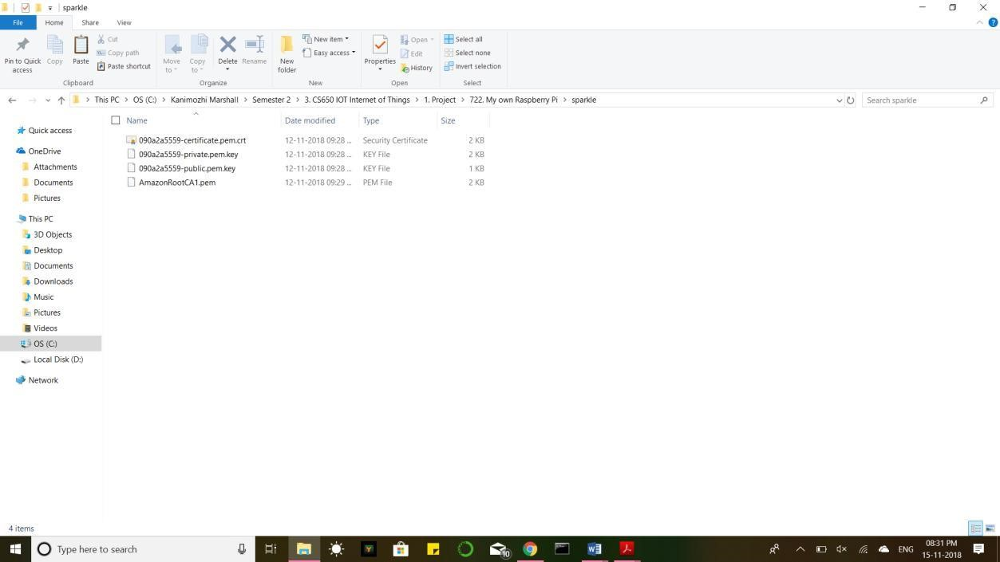 sparkle
File Home Share View
Pin to Quick access
Copy
Paste
Cut
Copy path
Paste shortcut
Clipboard
Move to
Copy to
Delete
Rename
Organize
New folder
New item
Easy access
New
Properties
Open
Edit
History
Open
Select all
Select none
Invert selection
Select
This PC > OS (C:) > Kanimozhi Marshall > Semester 2 > 3. CS650 IOT Internet of Things > 1. Project > 722. My own Raspberry Pi > sparkle
Search sparkle
Quick access
OneDrive
Attachments
Documents
Pictures
This PC
3D Objects
Desktop
Documents
Downloads
Music
Pictures
Videos
OS (C:)
Local Disk (D:)
Network
Name Date modified Type Size
090a2a5559-certificate.pem.crt 12-11-2018 09:28 ... Security Certificate 2 KB
090a2a5559-private.pem.key 12-11-2018 09:28 ... KEY File 2 KB
090a2a5559-public.pem.key 12-11-2018 09:28 ... KEY File 1 KB
AmazonRootCA1.pem 12-11-2018 09:29 ... PEM File 2 KB
4 items
Type here to search
10
ENG
08:31 PM
15-11-2018